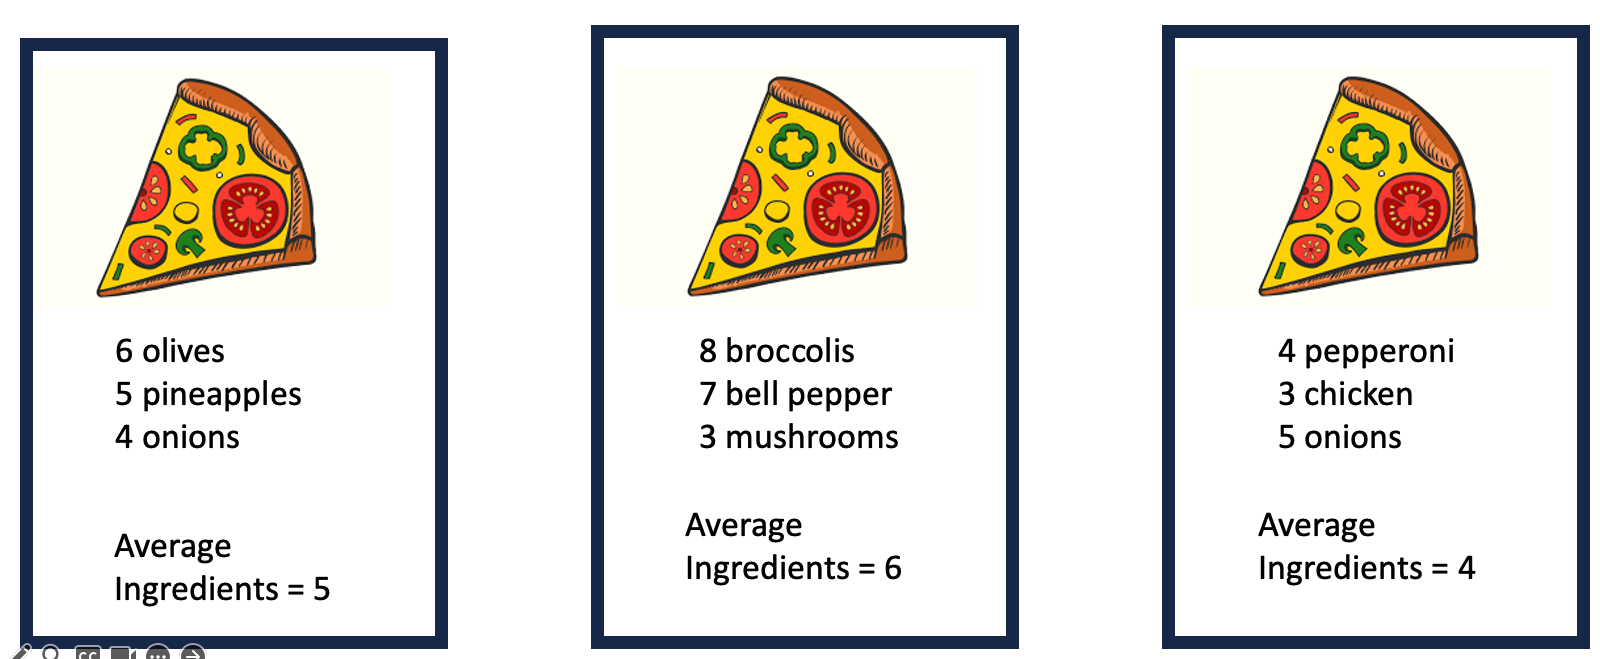 6 olives
5 pineapples
4 onions
Average
Ingredients = 5
8 broccolis
7 bell pepper
3 mushrooms
Average
Ingredients = 6
4 pepperoni
3 chicken
5 onions
Average
Ingredients = 4
CC